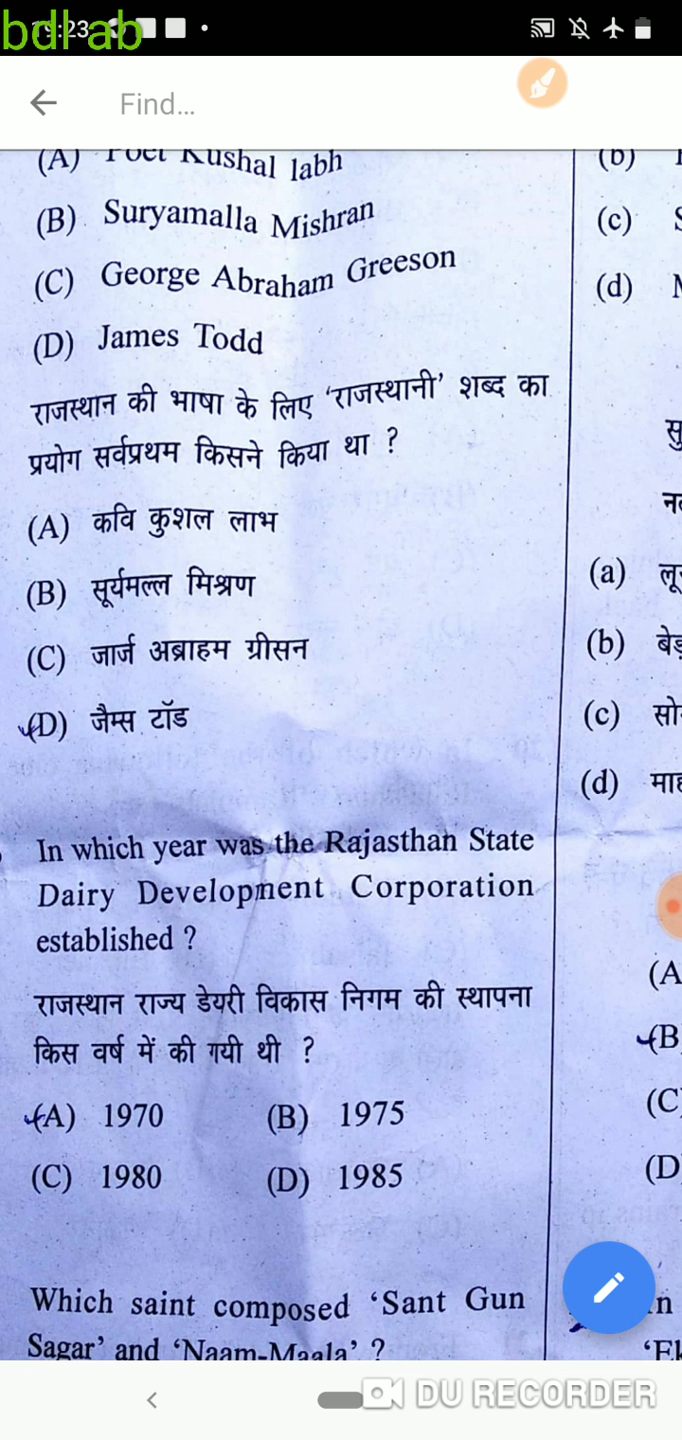 bdl ab
19:23
Find...
(A) Poet Kushal labh
(B) Suryamalla Mishran
(C) George Abraham Greeson
(D) James Todd
राजस्थान की भाषा के लिए ‘राजस्थानी’ शब्द का
प्रयोग सर्वप्रथम किसने किया था ?
(A) कवि कुशल लाभ
(B) सूर्यमल्ल मिश्रण
(C) जार्ज अब्राहम ग्रीसन
(D) जैम्स टॉड
In which year was the Rajasthan State
Dairy Development Corporation
established ?
राजस्थान राज्य डेयरी विकास निगम की स्थापना
किस वर्ष में की गयी थी ?
(A) 1970 (B) 1975
(C) 1980 (D) 1985
Which saint composed ‘Sant Gun
Sagar’ and ‘Naam-Maala’ ?
(b)
(c)
(d)
(a)
(b)
(c)
(d)
(A
(B
(C
(D
DU RECORDER